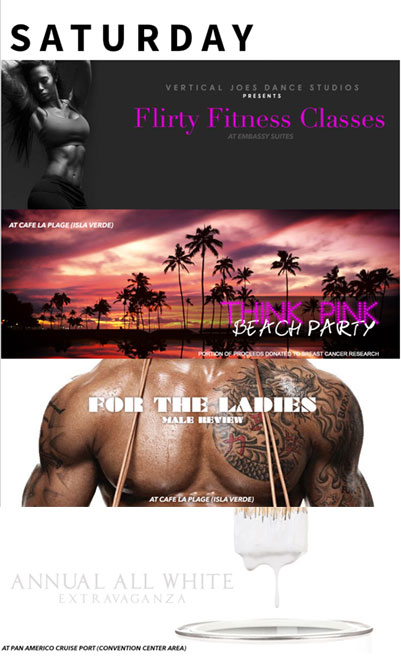 SATURDAY
VERTICAL JOES DANCE STUDIOS
PRESENTS
Flirty Fitness Classes
AT EMBASSY SUITES
AT CAFE LA PLAGE (ISLA VERDE)
THINK PINK
BEACH PARTY
PORTION OF PROCEEDS DONATED TO BREAST CANCER RESEARCH
FOR THE LADIES
MALE REVIEW
AT CAFE LA PLAGE (ISLA VERDE)
ANNUAL ALL WHITE
EXTRAVAGANZA
AT PAN AMERICO CRUISE PORT (CONVENTION CENTER AREA)